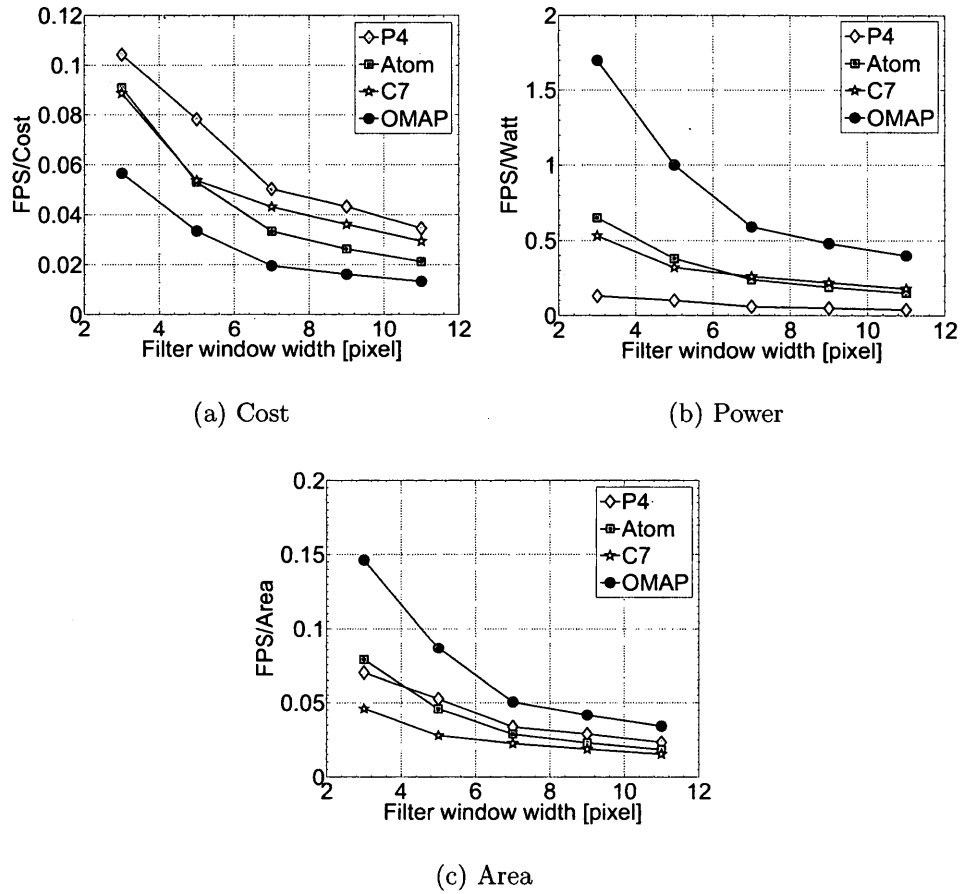 0.12
0.1
0.08
0.06
0.04
0.02
0
FPS/Cost
2 4 6 8 10 12
Filter window width [pixel]
P4
Atom
C7
OMAP
(a) Cost
2
1.5
1
0.5
0
FPS/Watt
2 4 6 8 10 12
Filter window width [pixel]
P4
Atom
C7
OMAP
(b) Power
0.2
0.15
0.1
0.05
0
FPS/Area
2 4 6 8 10 12
Filter window width [pixel]
P4
Atom
C7
OMAP
(c) Area